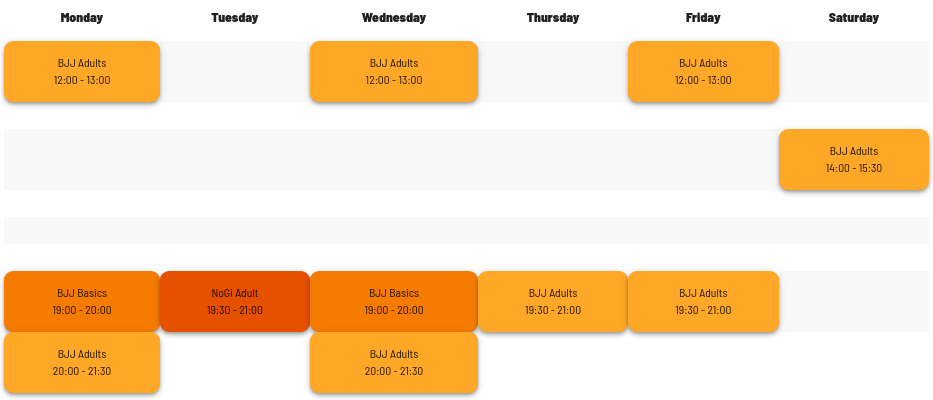 Monday Tuesday Wednesday Thursday Friday Saturday
BJJ Adults BJJ Adults BJJ Adults
12:00 - 13:00 12:00 - 13:00 12:00 - 13:00
BJJ Adults
14:00 - 15:30
BJJ Basics NoGi Adult BJJ Basics BJJ Adults BJJ Adults
19:00 - 20:00 19:30 - 21:00 19:00 - 20:00 19:30 - 21:00 19:30 - 21:00
BJJ Adults BJJ Adults
20:00 - 21:30 20:00 - 21:30